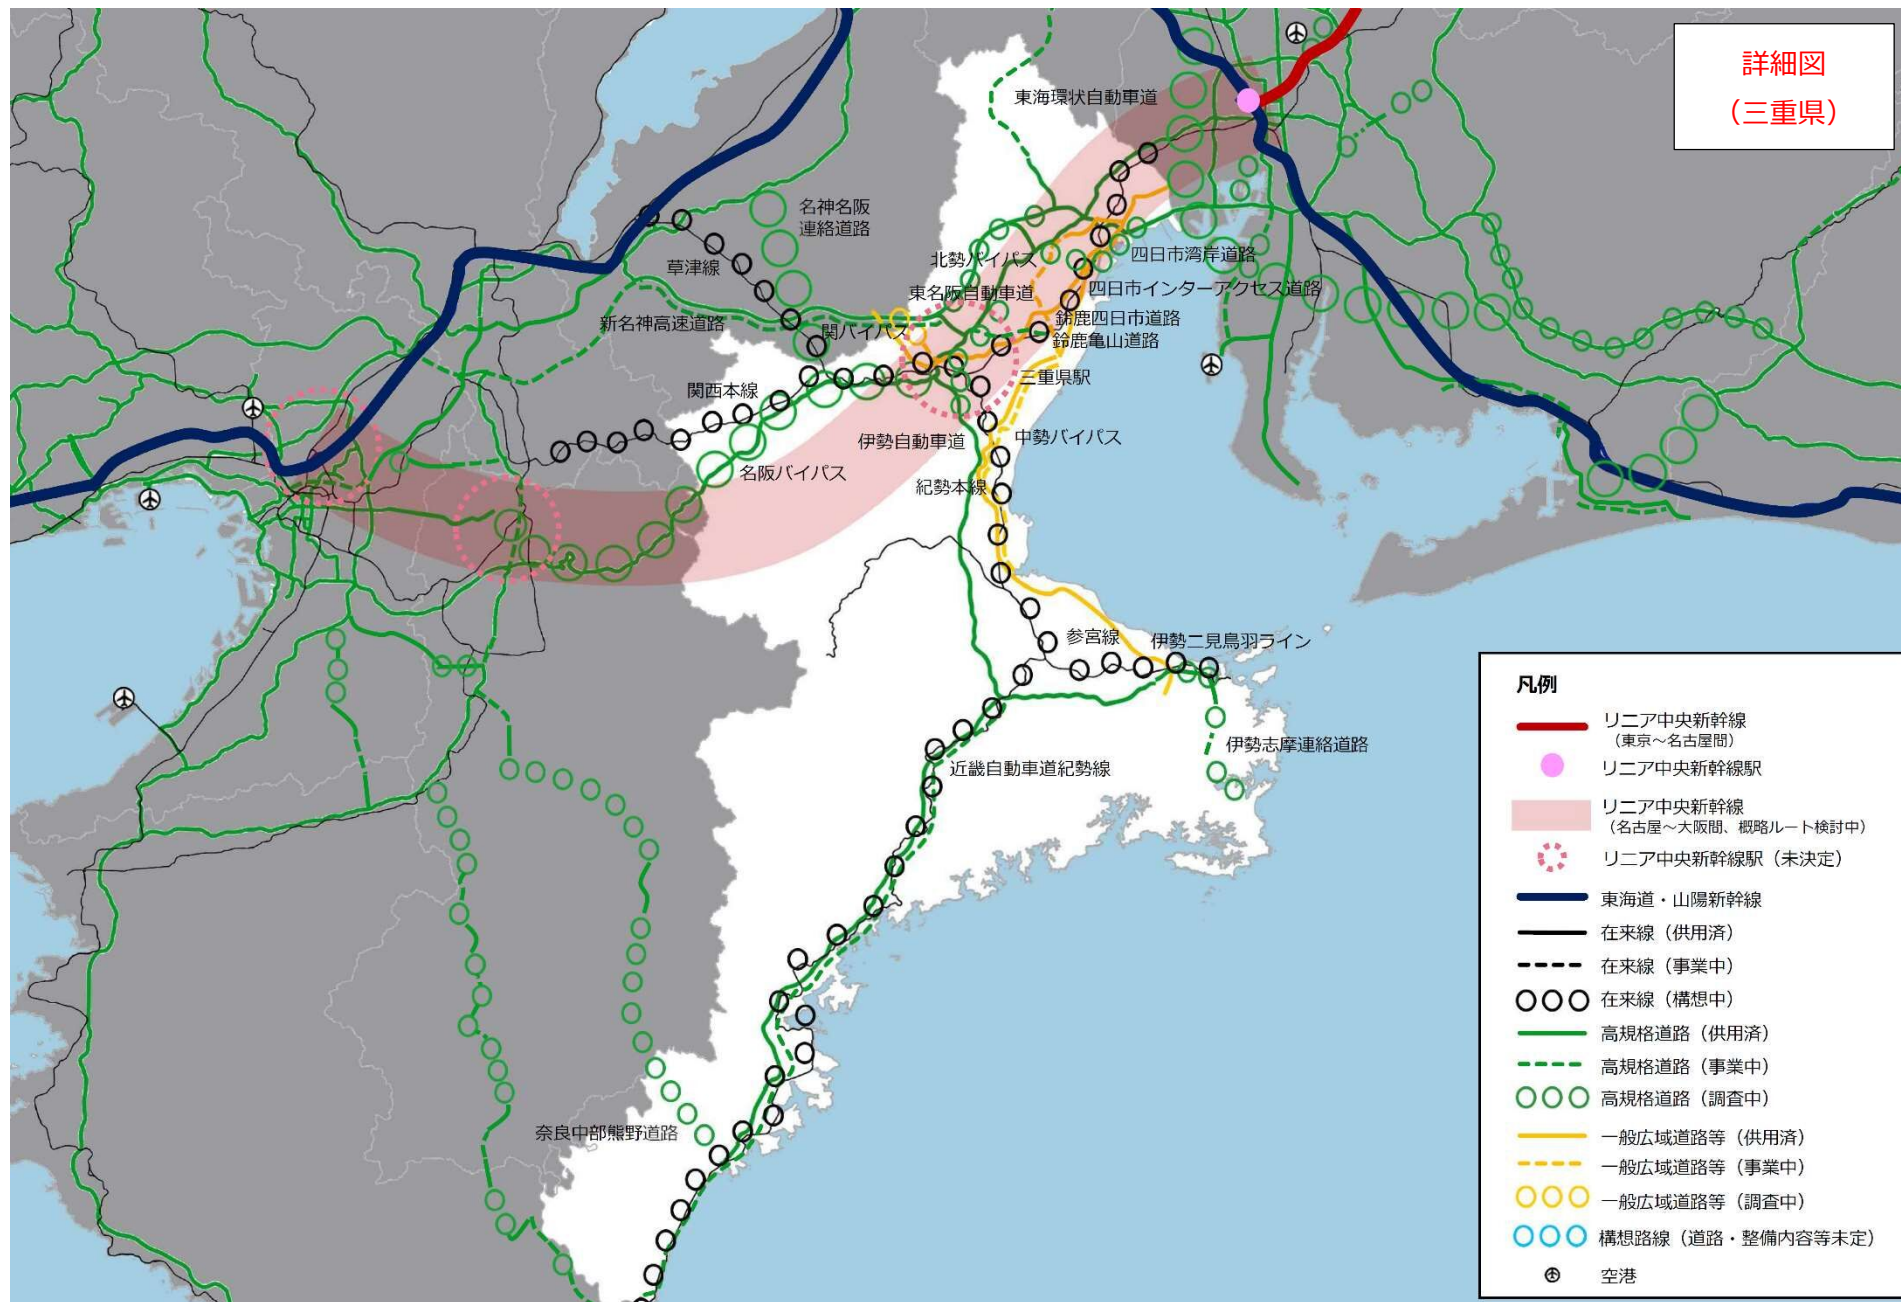 詳細図
（三重県）
東海環状自動車道
名神名阪
連絡道路
草津線
北勢バイパス
四日市湾岸道路
東名阪自動車道
四日市インターアクセス道路
新名神高速道路
関バイパス
鈴鹿四日市道路
鈴鹿亀山道路
関西本線
三重県駅
伊勢自動車道
中勢バイパス
名阪バイパス
紀勢本線
参宮線
伊勢二見鳥羽ライン
伊勢志摩連絡道路
近畿自動車道紀勢線
奈良中部熊野道路
凡例
リニア中央新幹線
（東京～名古屋間）
リニア中央新幹線駅
リニア中央新幹線
（名古屋～大阪間、概略ルート検討中）
リニア中央新幹線駅（未決定）
東海道・山陽新幹線
在来線（供用済）
在来線（事業中）
在来線（構想中）
高規格道路（供用済）
高規格道路（事業中）
高規格道路（調査中）
一般広域道路等（供用済）
一般広域道路等（事業中）
一般広域道路等（調査中）
構想路線（道路・整備内容等未定）
空港